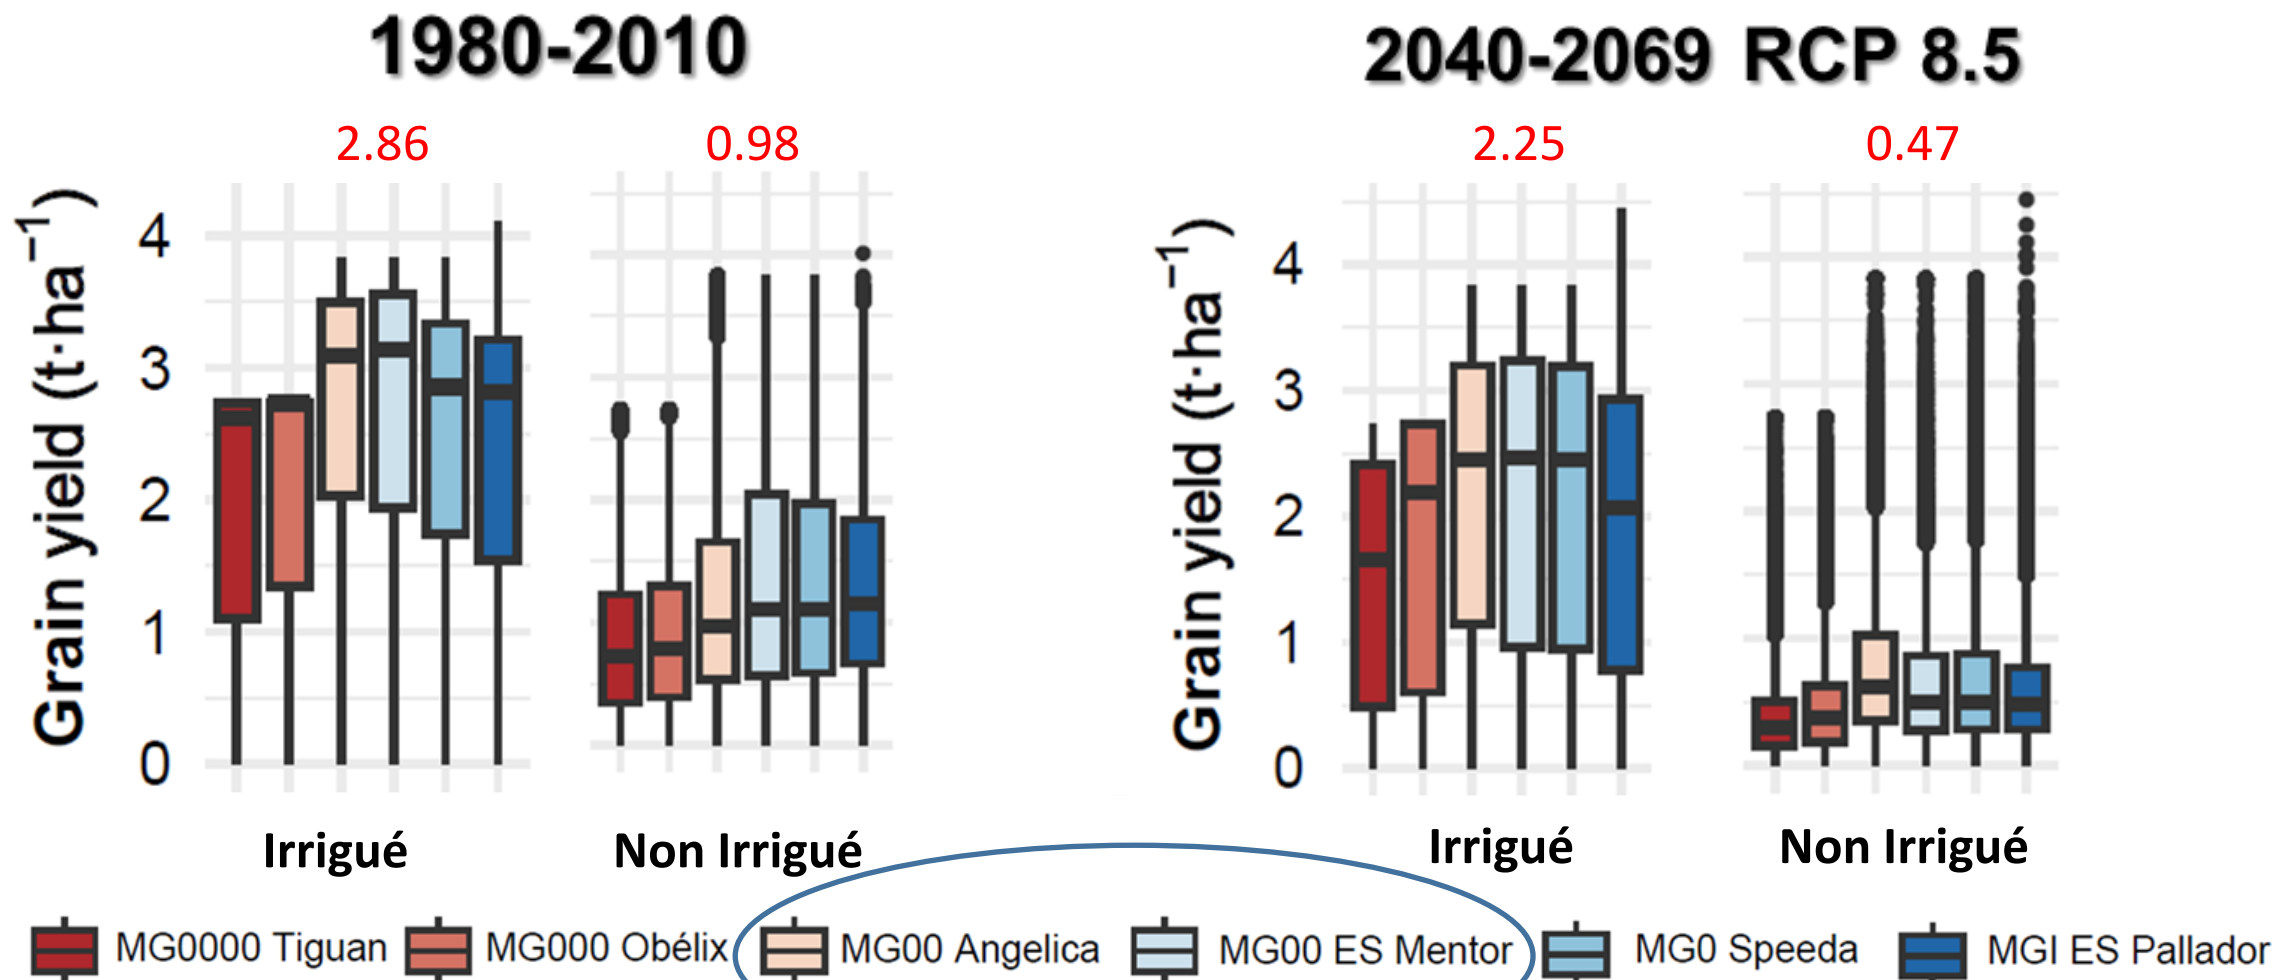 1980-2010
2040-2069 RCP 8.5
2.86
0.98
2.25
0.47
Grain yield (t·ha⁻¹)
4
3
2
1
0
Grain yield (t·ha⁻¹)
4
3
2
1
0
Irrigué
Non Irrigué
Irrigué
Non Irrigué
MG0000 Tiguan
MG000 Obélix
MG00 Angelica
MG00 ES Mentor
MG0 Speeda
MGI ES Pallador